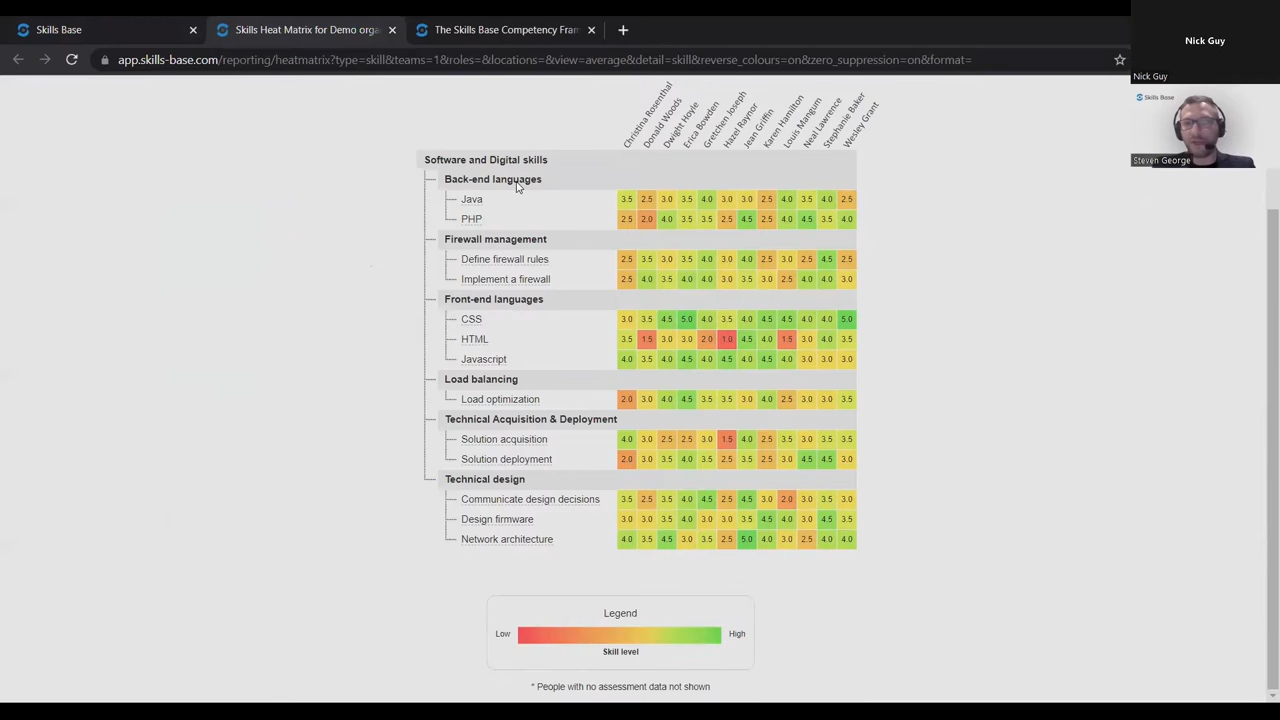 Skills Base
Skills Heat Matrix for Demo orga
The Skills Base Competency Fram
app.skills-base.com/reporting/heatmatrix?type=skill&teams=1&roles=&locations=&view=average&detail=skill&reverse_colours=on&zero_suppression=on&format=
Nick Guy
Nick Guy
Skills Base
Steven George
Christina Rosenthal
Donald Woods
Dwight Hoyle
Erica Bowden
Gretchen Joseph
Hazel Raynor
Jean Griffin
Karen Hamilton
Louis Mangum
Neal Lawrence
Stephanie Baker
Wesley Grant
Software and Digital skills
Back-end languages
Java 3.5 2.5 3.0 3.5 4.0 3.0 3.0 2.5 4.0 3.5 4.0 2.5
PHP 2.5 2.0 4.0 3.5 4.0 2.5 4.5 2.5 4.0 4.5 3.5 4.0
Firewall management
Define firewall rules 2.5 3.5 3.0 3.5 4.0 3.0 4.0 2.5 3.0 2.5 4.5 2.5
Implement a firewall 2.5 4.0 3.5 4.0 4.0 3.5 3.5 3.0 2.5 4.0 4.0 3.0
Front-end languages
CSS 3.0 3.5 4.5 5.0 4.0 3.5 4.0 4.5 4.5 4.0 4.0 5.0
HTML 3.5 1.5 3.0 3.0 2.0 1.0 4.5 4.0 1.5 3.0 4.0 3.5
Javascript 4.0 3.5 4.0 4.5 4.0 4.5 4.0 4.5 4.0 3.0 3.0 3.0
Load balancing
Load optimization 2.0 3.0 4.0 4.5 3.5 3.5 3.0 4.0 2.5 3.0 3.0 3.5
Technical Acquisition & Deployment
Solution acquisition 4.0 3.0 2.5 2.5 3.0 1.5 4.0 2.5 3.5 3.0 3.5 3.5
Solution deployment 2.0 3.0 3.5 4.0 3.5 2.5 3.5 2.5 3.0 4.5 4.5 3.0
Technical design
Communicate design decisions 3.5 2.5 3.5 4.0 4.5 2.5 4.5 3.0 2.0 3.0 3.5 3.0
Design firmware 3.0 3.0 3.5 4.0 3.0 3.0 3.5 4.5 4.0 3.0 4.5 3.5
Network architecture 4.0 3.5 4.5 3.0 3.5 2.5 5.0 4.0 3.0 2.5 4.0 4.0
Legend
Low High
Skill level
* People with no assessment data not shown